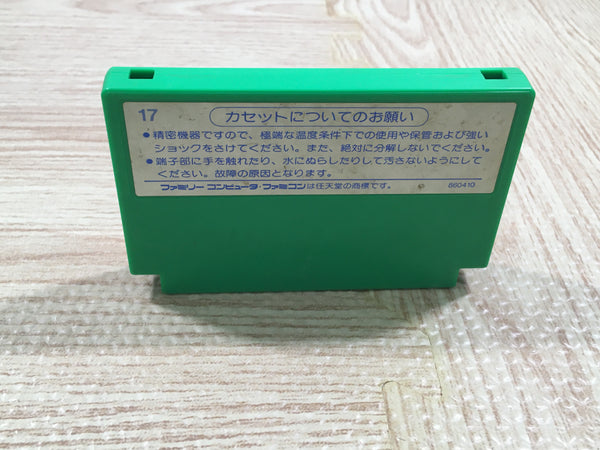 17
カセットについてのお願い
●精密機器ですので、極端な温度条件下での使用や保管および強い
ショックをさけてください。また、絶対に分解しないでください。
●端子部に手を触れたり、水にぬらしたりして汚さないようにして
ください。故障の原因となります。
ファミリー コンピュータ・ファミコンは任天堂の商標です。 860410